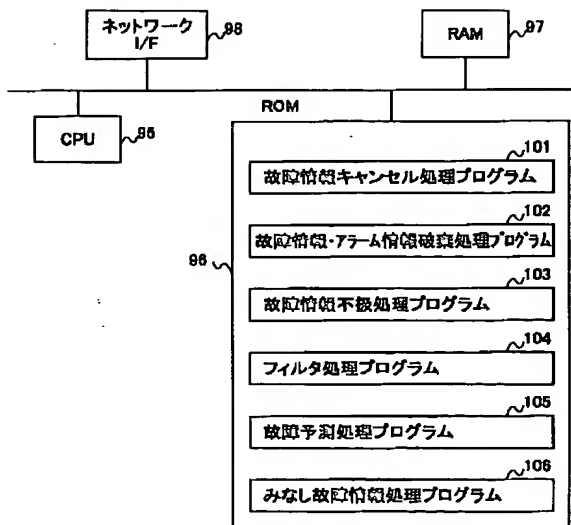 ネットワーク
I/F
98
RAM
97
ROM
CPU
95
96
101
故障情報キャンセル処理プログラム
102
故障情報・アラーム情報破棄処理プログラム
103
故障情報不扱処理プログラム
104
フィルタ処理プログラム
105
故障予測処理プログラム
106
みなし故障情報処理プログラム